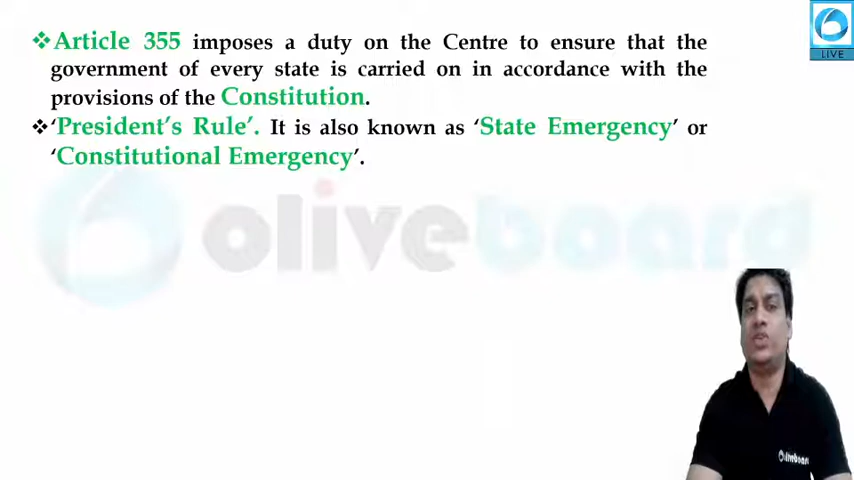 ❖Article 355 imposes a duty on the Centre to ensure that the
government of every state is carried on in accordance with the
provisions of the Constitution.
❖‘President’s Rule’. It is also known as ‘State Emergency’ or
‘Constitutional Emergency’.
oliveboard
LIVE
Oliveboard